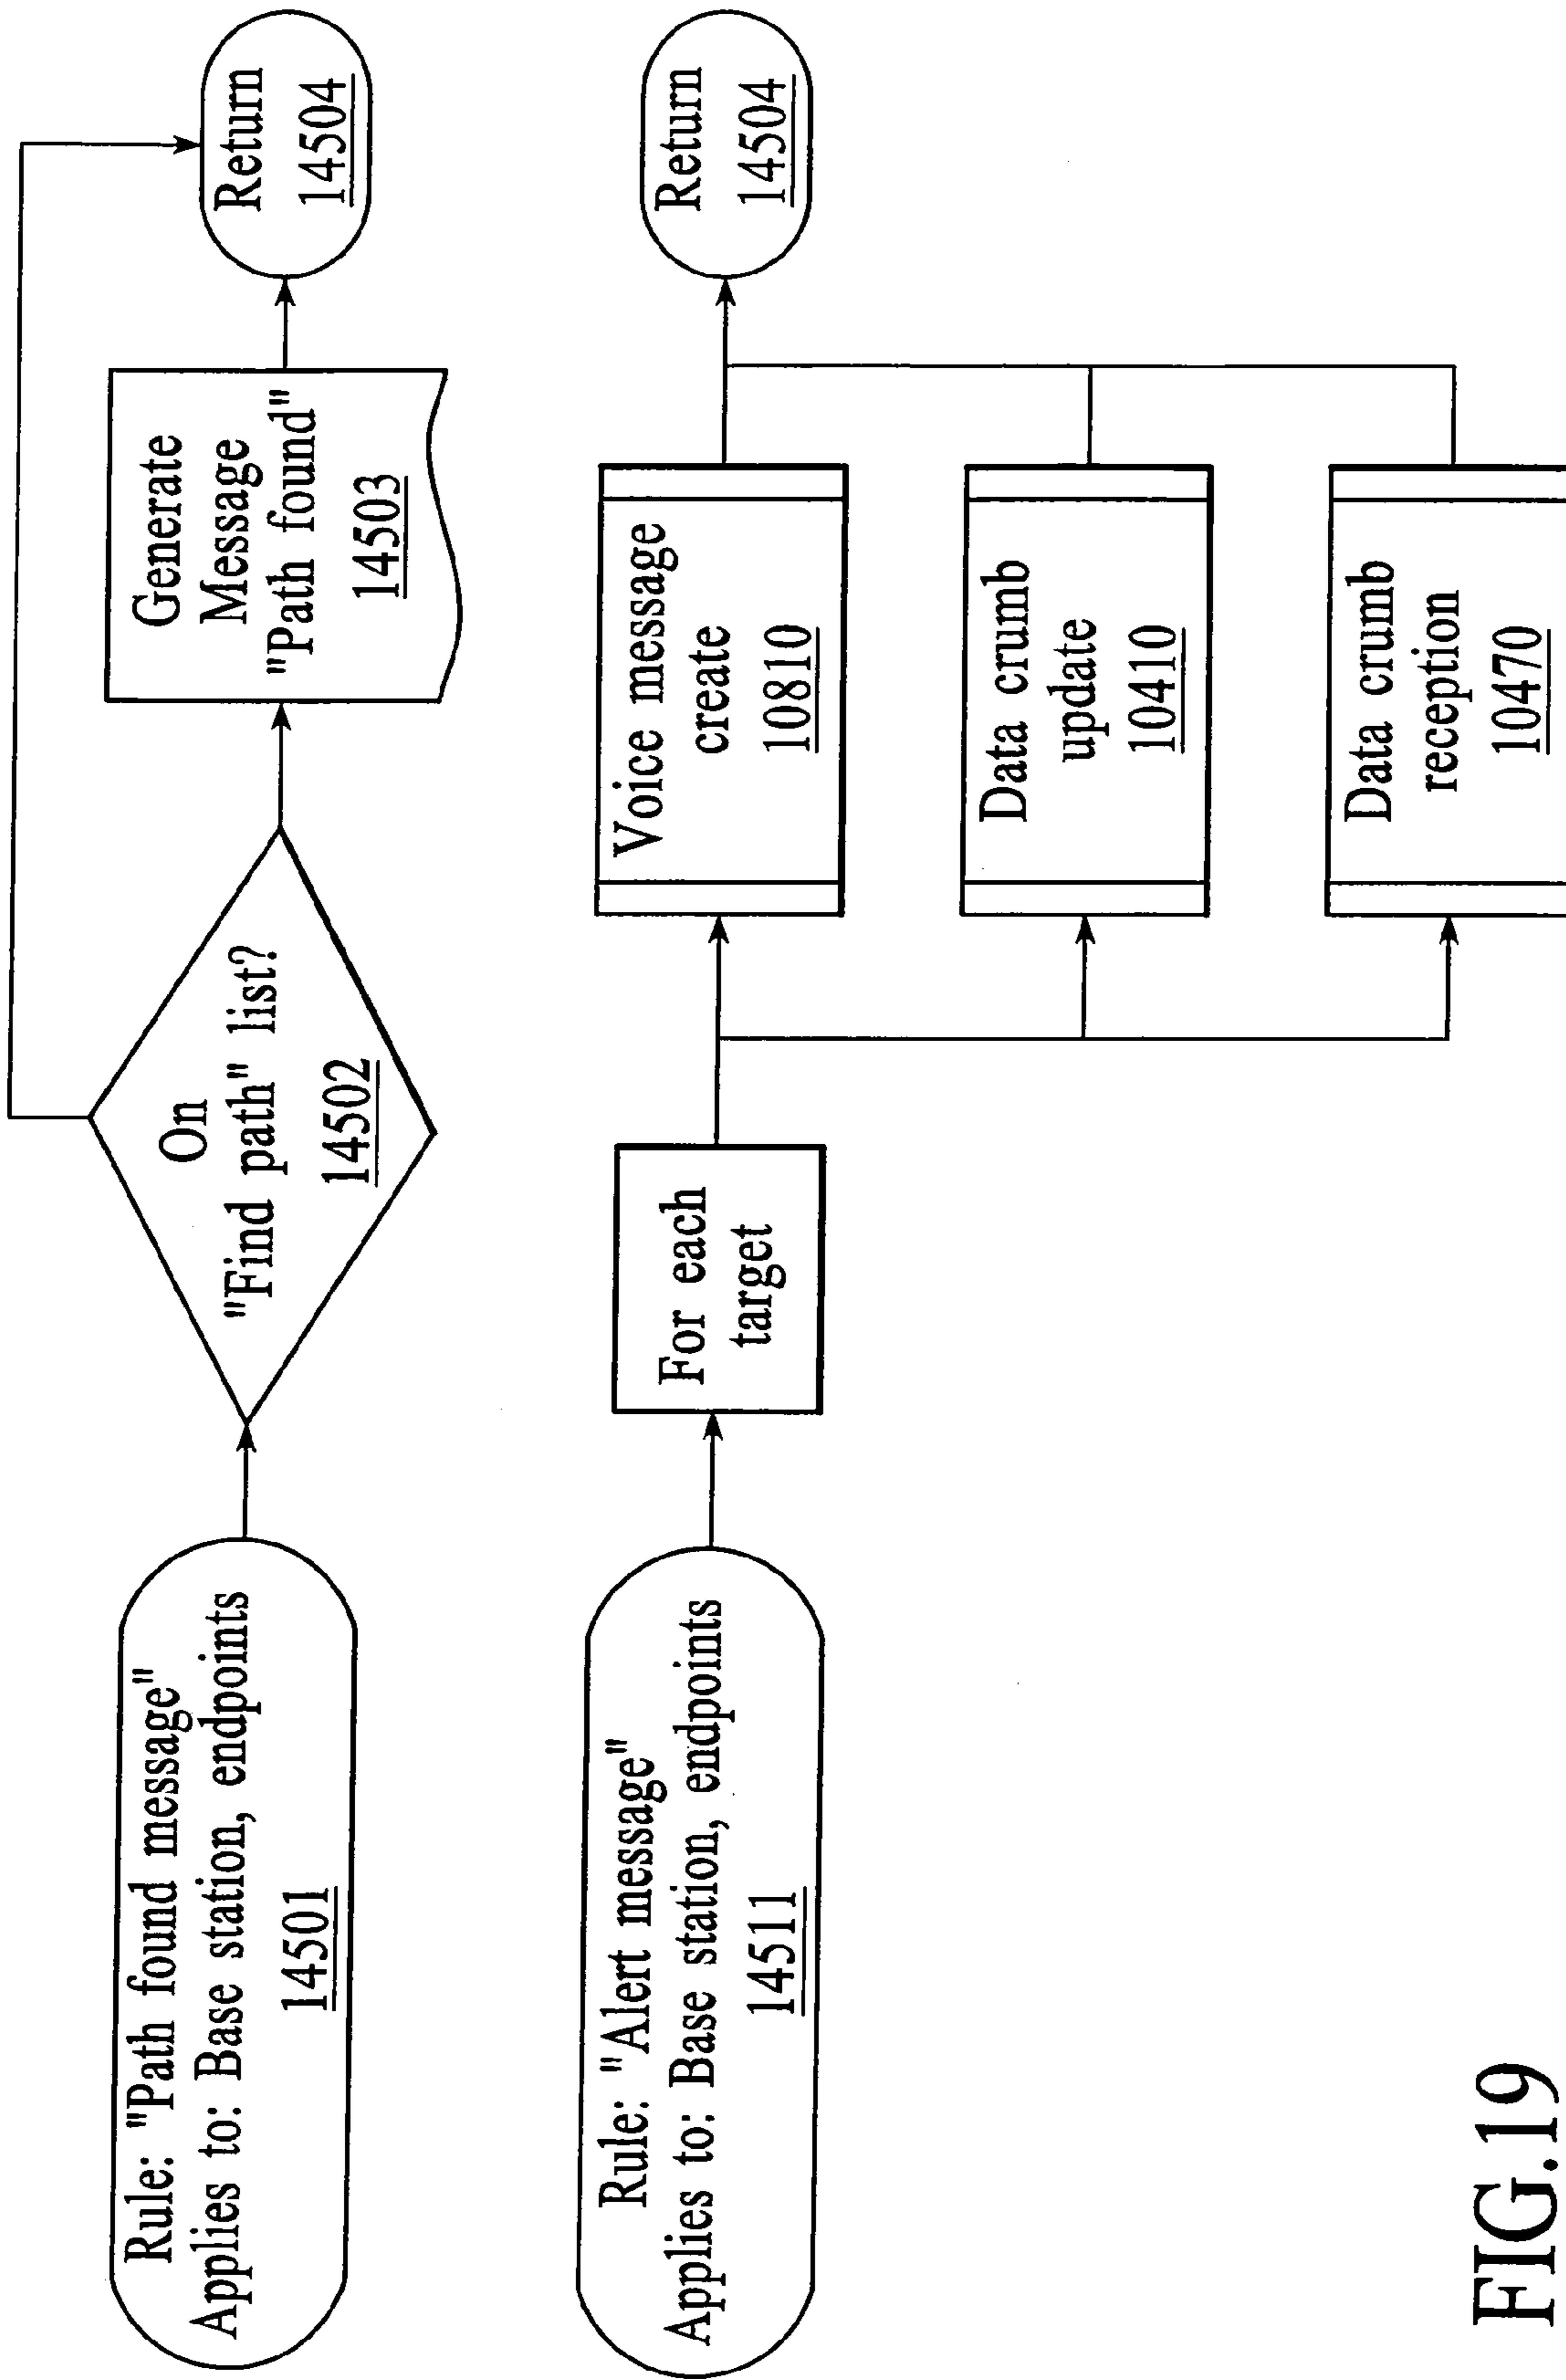 Rule: "Path found message"
Applies to: Base station, endpoints
14501
On
"Find path" list?
14502
Generate
Message
"Path found"
14503
Return
14504
Rule: "Alert message"
Applies to: Base station, endpoints
14511
For each
target
Voice message
create
10810
Data crumb
update
10410
Data crumb
reception
10470
Return
14504
FIG.19